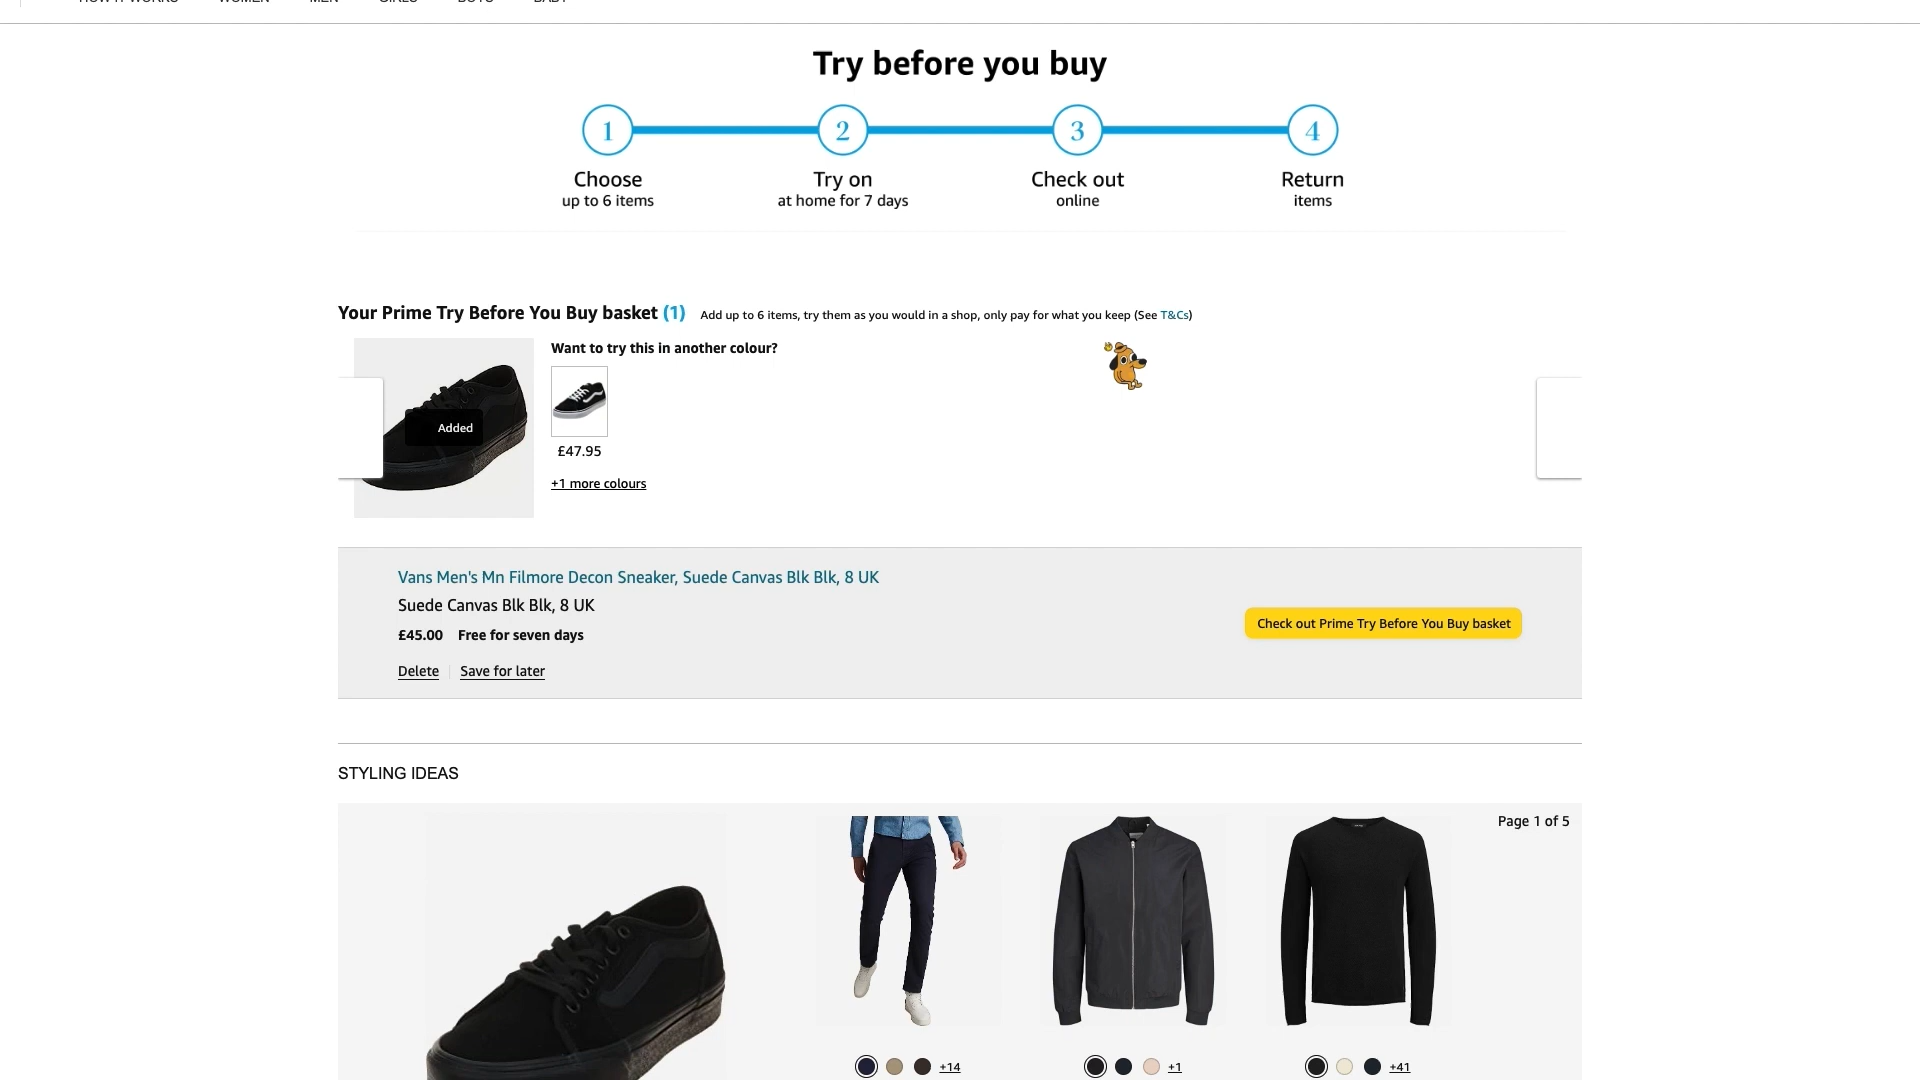 HOW IT WORKS WOMEN MEN GIRLS BOYS BABY
Try before you buy
1 2 3 4
Choose Try on Check out Return
up to 6 items at home for 7 days online items
Your Prime Try Before You Buy basket (1) Add up to 6 items, try them as you would in a shop, only pay for what you keep (See T&Cs)
Want to try this in another colour?
Added
£47.95
+1 more colours
Vans Men's Mn Filmore Decon Sneaker, Suede Canvas Blk Blk, 8 UK
Suede Canvas Blk Blk, 8 UK
£45.00 Free for seven days
Check out Prime Try Before You Buy basket
Delete Save for later
STYLING IDEAS
Page 1 of 5
+14 +1 +41